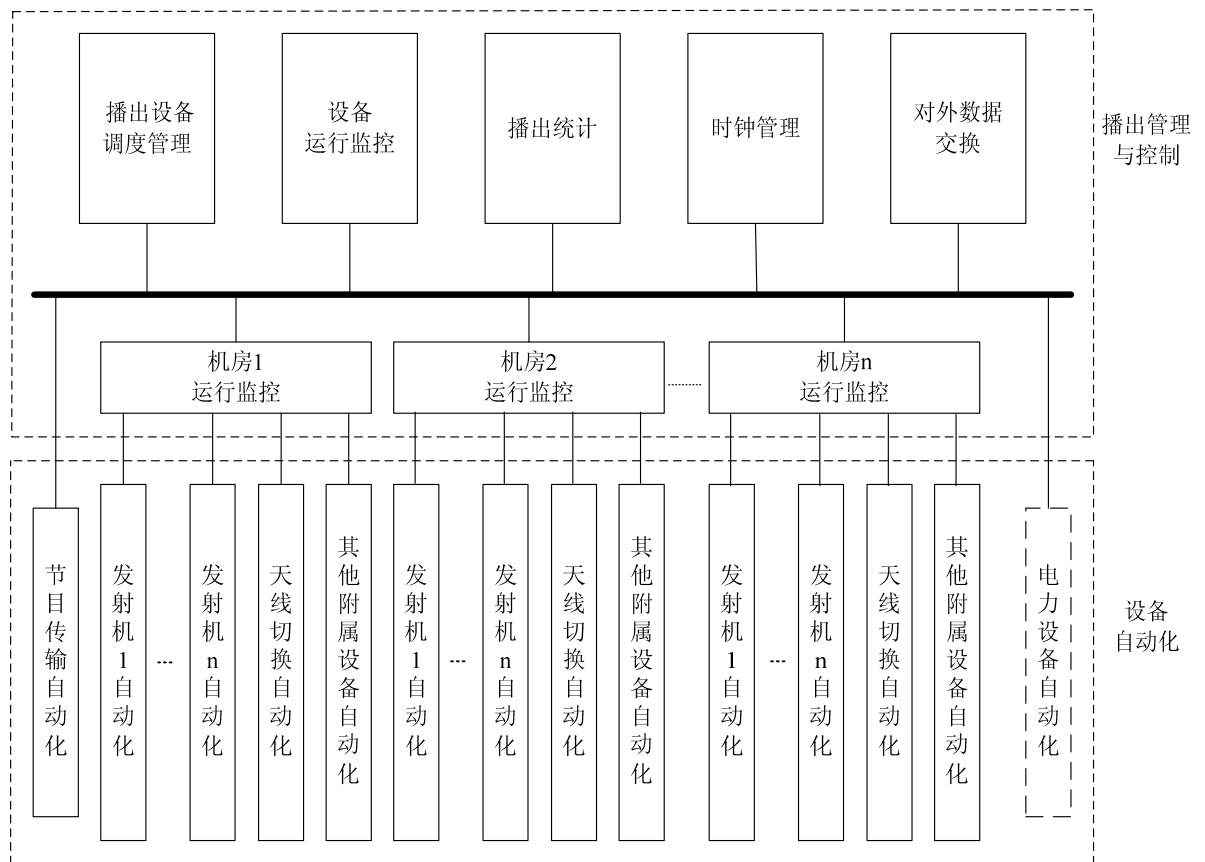 播出设备
调度管理
设备
运行监控
播出统计
时钟管理
对外数据
交换
播出管理
与控制
机房1
运行监控
机房2
运行监控
机房n
运行监控
节目传输自动化
发射机1自动化
...
发射机n自动化
天线切换自动化
其他附属设备自动化
发射机1自动化
...
发射机n自动化
天线切换自动化
其他附属设备自动化
发射机1自动化
...
发射机n自动化
天线切换自动化
其他附属设备自动化
电力设备自动化
设备
自动化